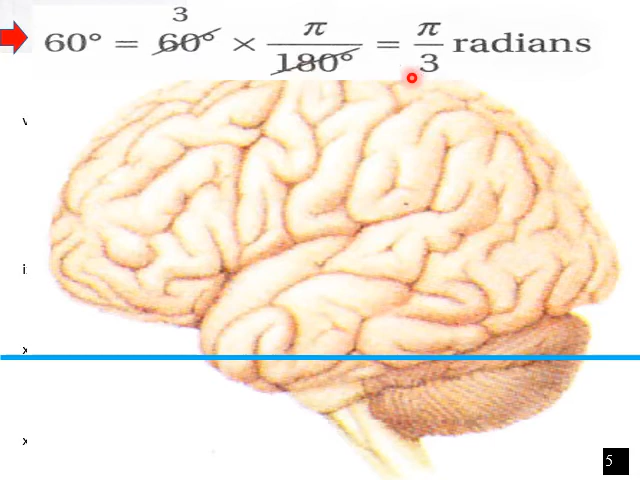 3
60° = 60° × π/180° = π/3 radians
v
i
x
x
5